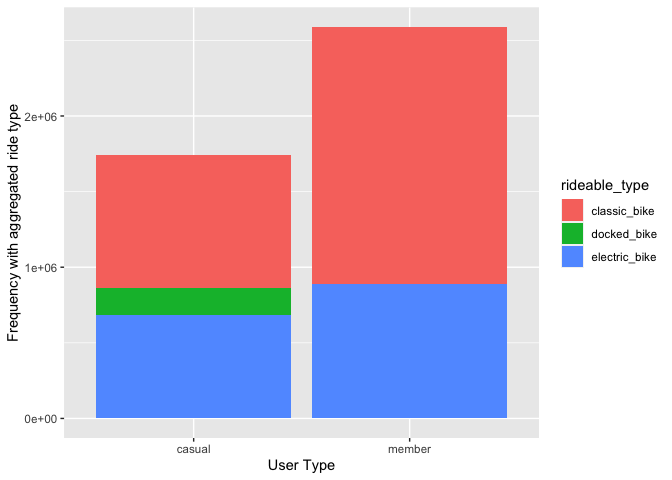 Frequency with aggregated ride type
2e+06
1e+06
0e+00
casual
member
User Type
rideable_type
classic_bike
docked_bike
electric_bike